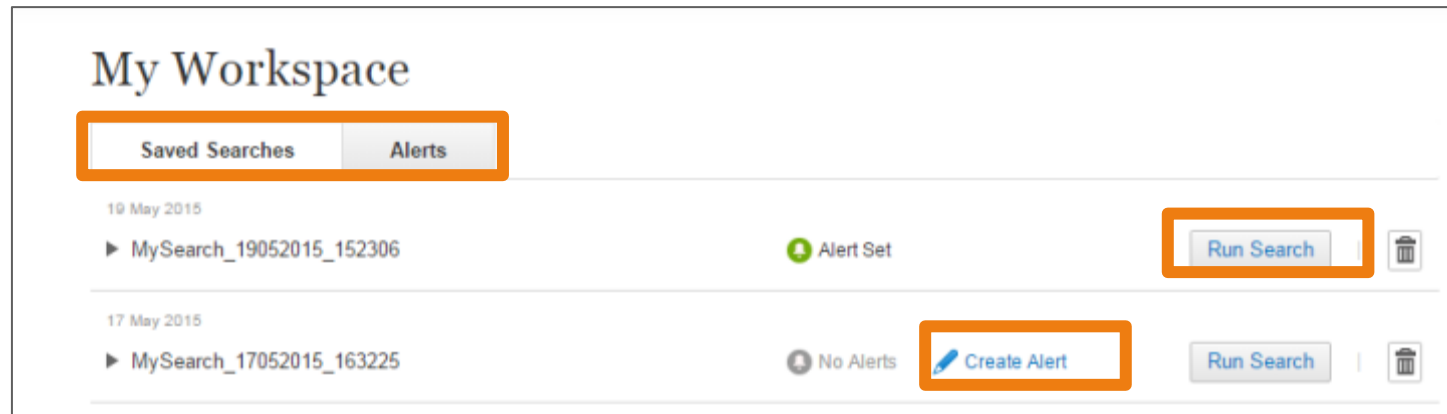 My Workspace
Saved Searches Alerts
19 May 2015
MySearch_19052015_152306 Alert Set Run Search
17 May 2015
MySearch_17052015_163225 No Alerts Create Alert Run Search